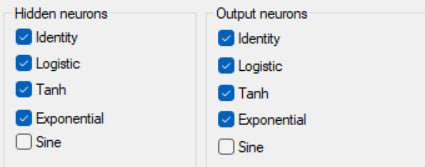 Hidden neurons
Identity
Logistic
Tanh
Exponential
Sine
Output neurons
Identity
Logistic
Tanh
Exponential
Sine